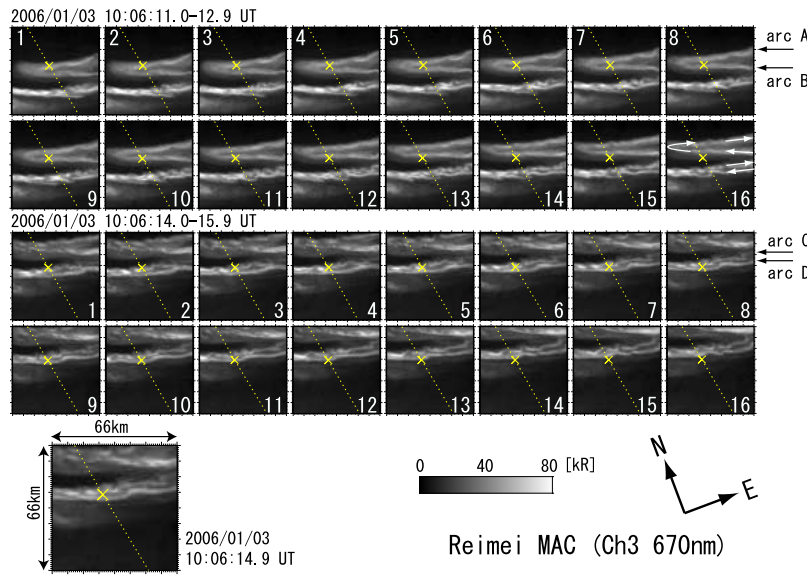 2006/01/03 10:06:11.0-12.9 UT
1 2 3 4 5 6 7 8
arc A
arc B
9 10 11 12 13 14 15 16
2006/01/03 10:06:14.0-15.9 UT
arc C
arc D
1 2 3 4 5 6 7 8
9 10 11 12 13 14 15 16
66km
66km
2006/01/03
10:06:14.9 UT
0 40 80 [kR]
N
E
Reimei MAC (Ch3 670nm)